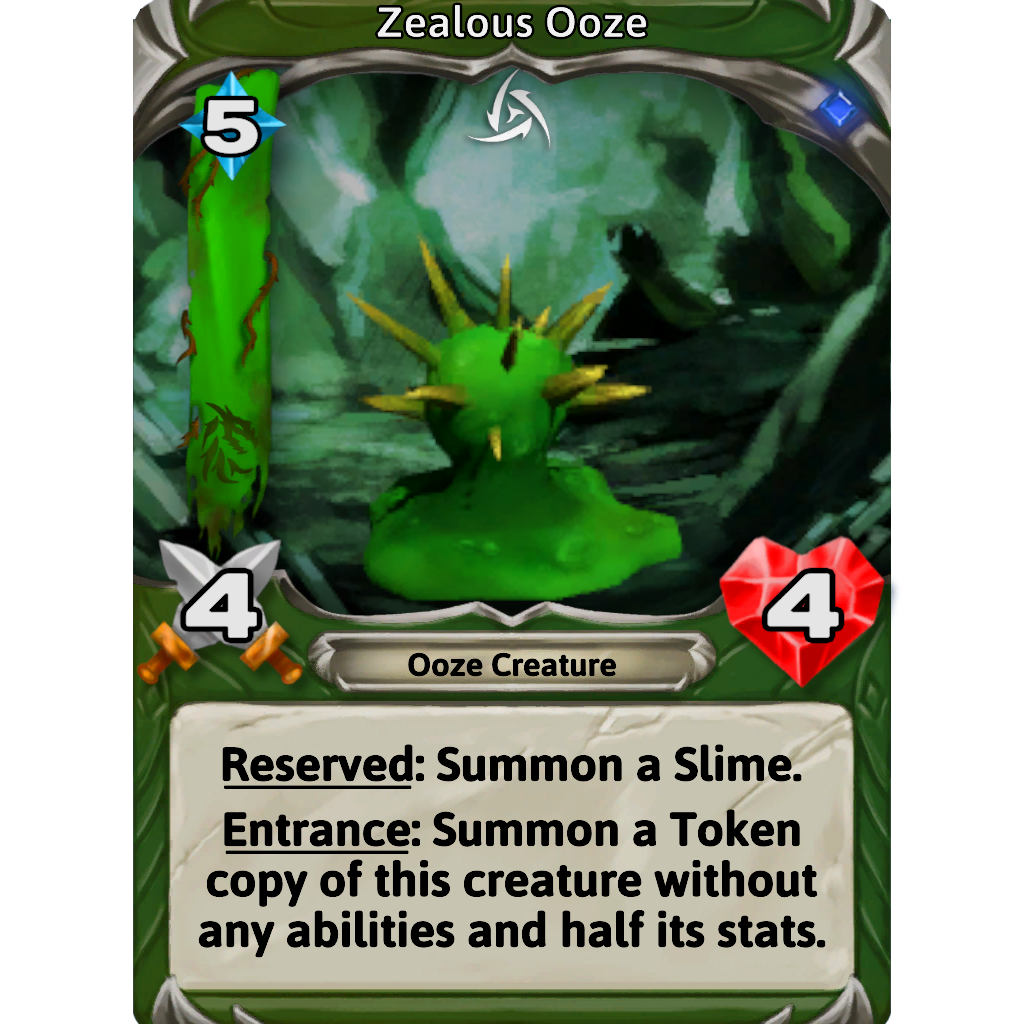 Zealous Ooze
5
4
4
Ooze Creature
Reserved: Summon a Slime.
Entrance: Summon a Token
copy of this creature without
any abilities and half its stats.